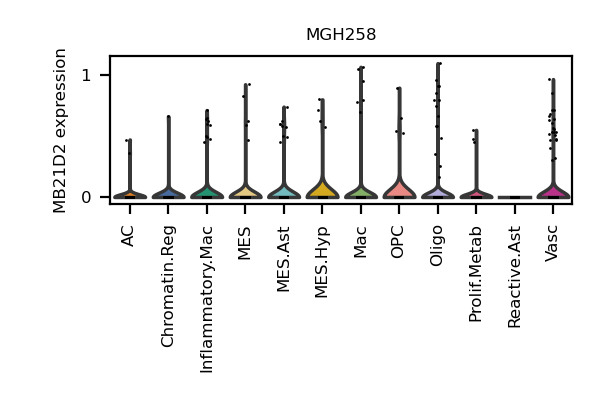 MGH258
MB21D2 expression
1
0
AC
Chromatin.Reg
Inflammatory.Mac
MES
MES.Ast
MES.Hyp
Mac
OPC
Oligo
Prolif.Metab
Reactive.Ast
Vasc